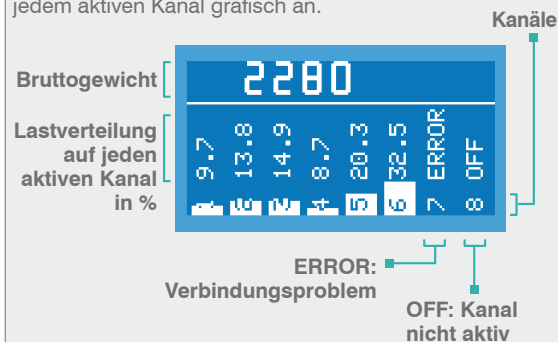 jedem aktiven Kanal grafisch an.
Kanäle
Bruttogewicht
2280
Lastverteilung
auf jeden
aktiven Kanal
in %
1 9.7
13.8
14.9
4 8.7
5 20.3
6 32.5
7 ERROR
8 OFF
ERROR:
Verbindungsproblem
OFF: Kanal
nicht aktiv